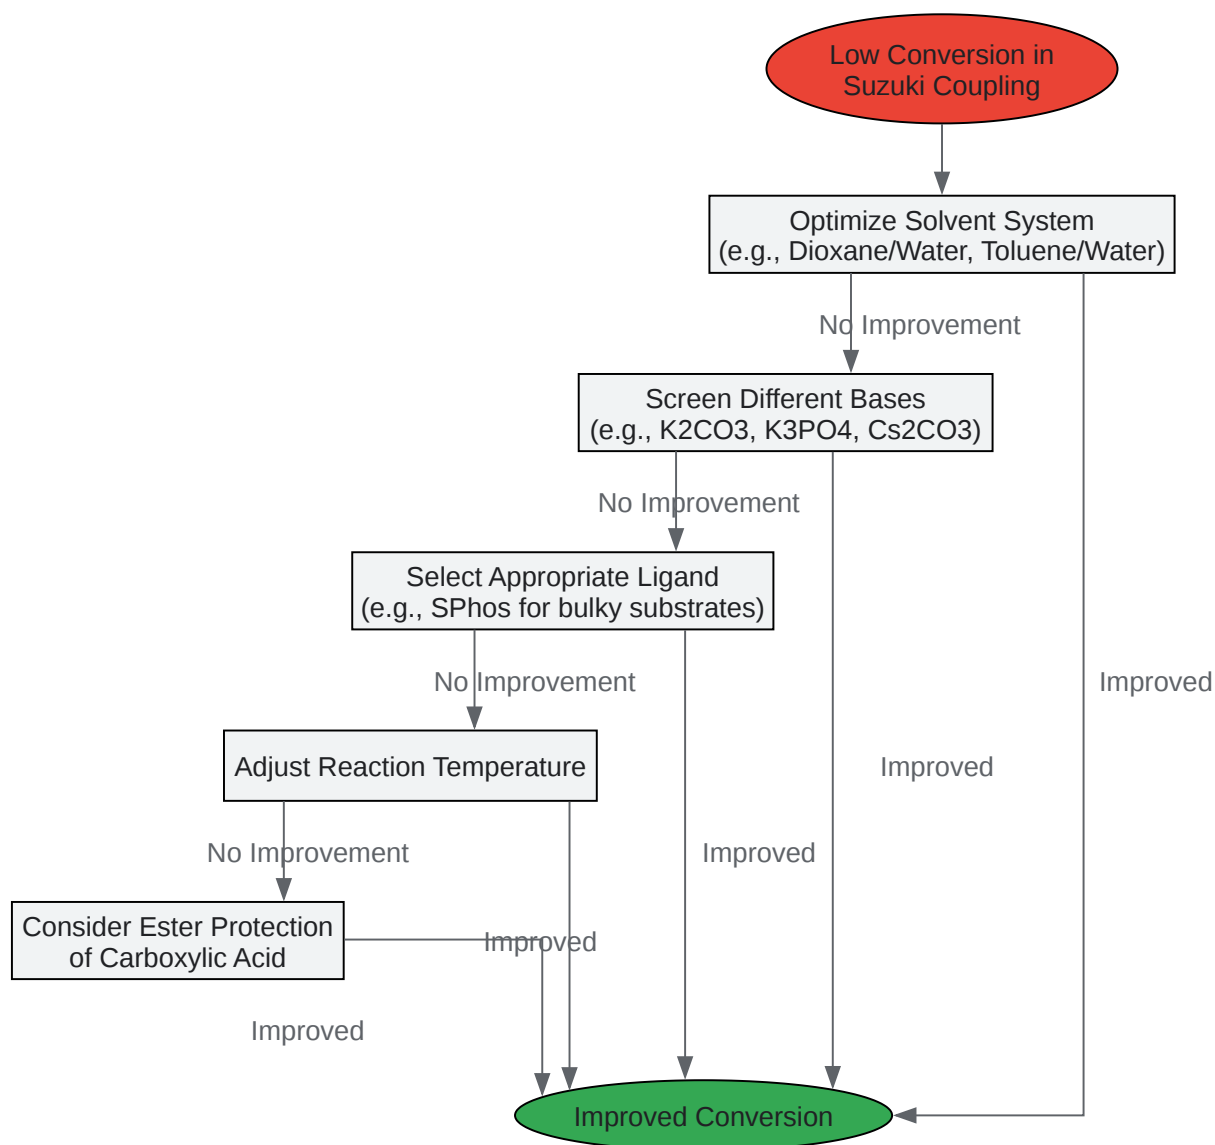 Low Conversion in
Suzuki Coupling
Optimize Solvent System
(e.g., Dioxane/Water, Toluene/Water)
No Improvement
Screen Different Bases
(e.g., K2CO3, K3PO4, Cs2CO3)
No Improvement
Select Appropriate Ligand
(e.g., SPhos for bulky substrates)
No Improvement
Improved
Adjust Reaction Temperature
Improved
No Improvement
Improved
Consider Ester Protection
of Carboxylic Acid
Improved
Improved
Improved Conversion